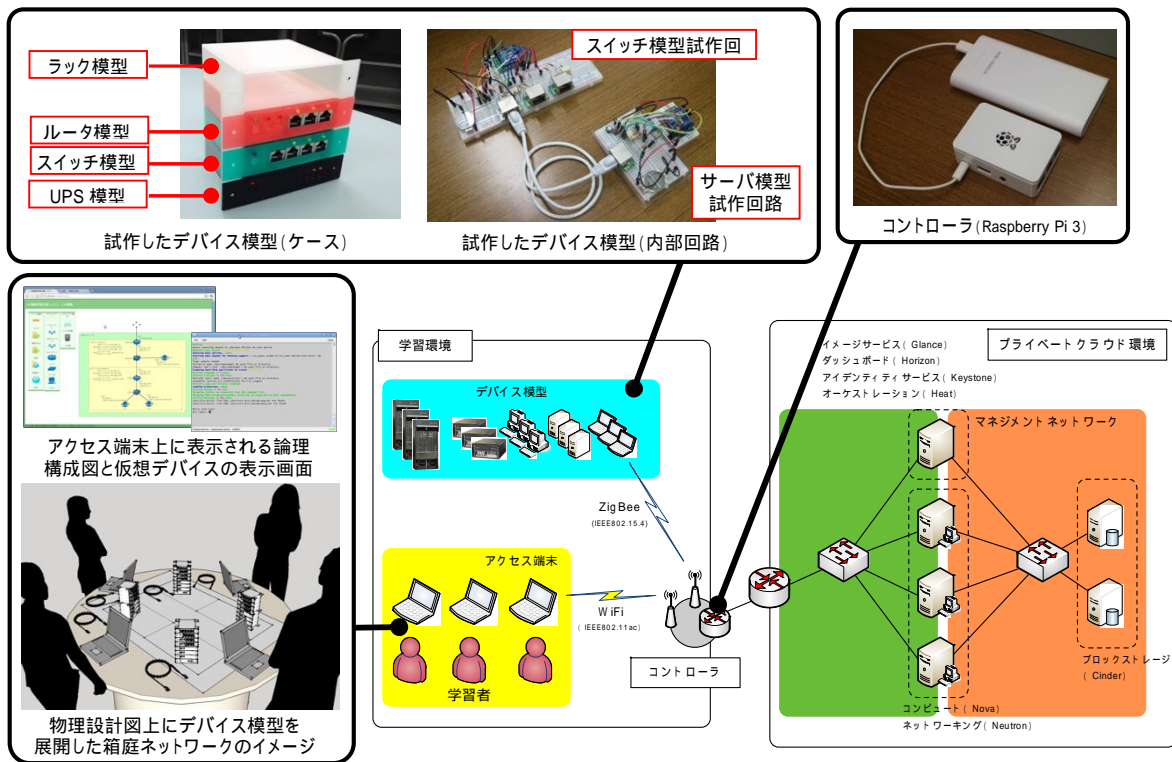 ラック模型
ルータ模型
スイッチ模型
UPS 模型
試作したデバイス模型(ケース)
スイッチ模型試作回
サーバ模型
試作回路
試作したデバイス模型(内部回路)
コントローラ(Raspberry Pi 3)
アクセス端末上に表示される論理
構成図と仮想デバイスの表示画面
物理設計図上にデバイス模型を
展開した箱庭ネットワークのイメージ
学習環境
デバイス模型
ZigBee
(IEEE802.15.4)
アクセス端末
WiFi
(IEEE802.11ac)
学習者
コントローラ
プライベートクラウド環境
イメージサービス(Glance)
ダッシュボード(Horizon)
アイデンティティサービス(Keystone)
オーケストレーション(Heat)
マネジメントネットワーク
ブロックストレージ
(Cinder)
コンピュート(Nova)
ネットワーキング(Neutron)